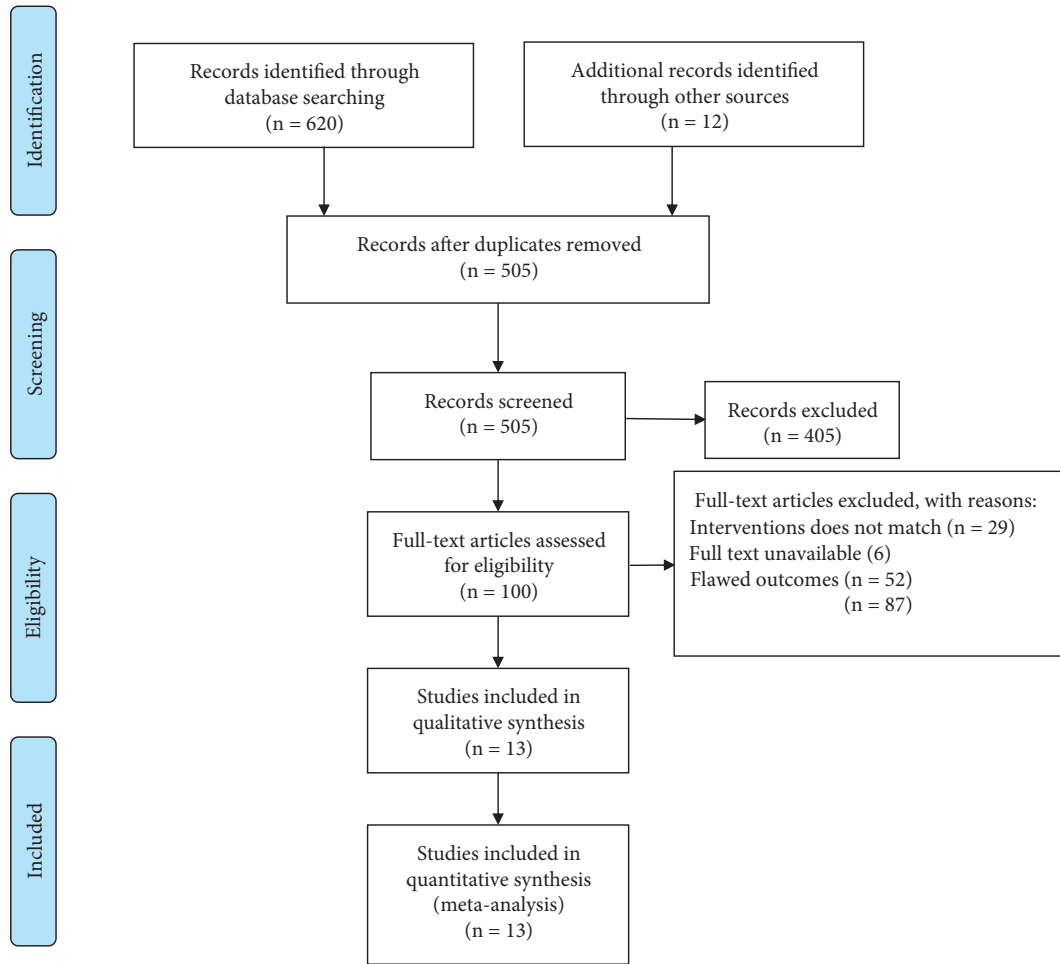 Identification
Records identified through
database searching
(n = 620)
Additional records identified
through other sources
(n = 12)
Records after duplicates removed
(n = 505)
Screening
Records screened
(n = 505)
Records excluded
(n = 405)
Eligibility
Full-text articles assessed
for eligibility
(n = 100)
Full-text articles excluded, with reasons:
Interventions does not match (n = 29)
Full text unavailable (6)
Flawed outcomes (n = 52)
(n = 87)
Studies included in
qualitative synthesis
(n = 13)
Included
Studies included in
quantitative synthesis
(meta-analysis)
(n = 13)